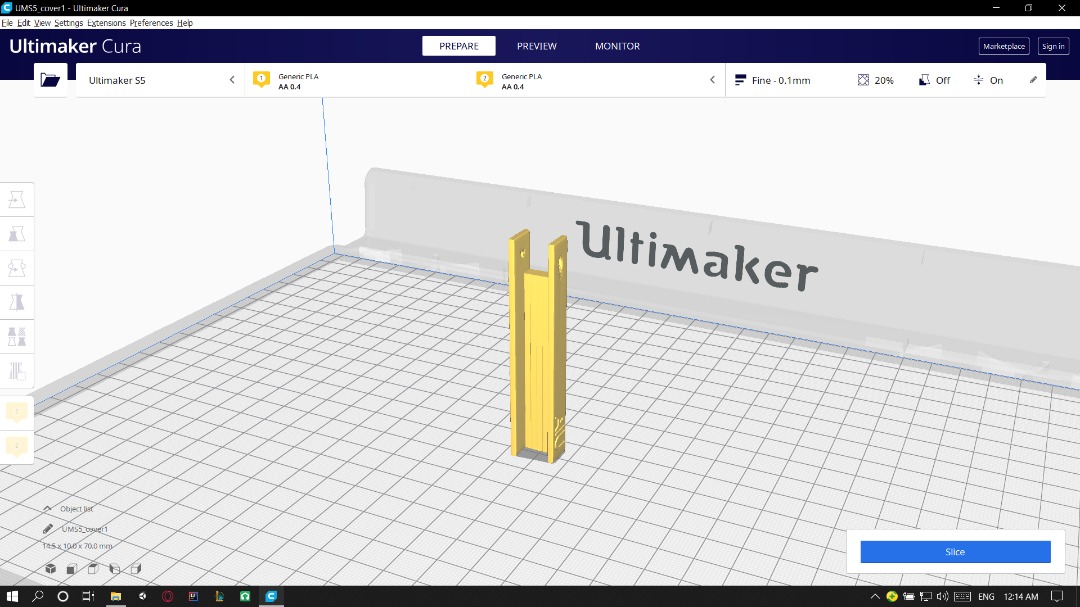 UMS5_cover1 - Ultimaker Cura
File Edit View Settings Extensions Preferences Help
Ultimaker Cura
PREPARE
PREVIEW
MONITOR
Marketplace
Sign in
Ultimaker S5
1
Generic PLA
AA 0.4
2
Generic PLA
AA 0.4
Fine - 0.1mm
20%
Off
On
Ultimaker
Object list
UMS5_cover1
14.5 x 10.0 x 70.0 mm
Slice
ENG
12:14 AM